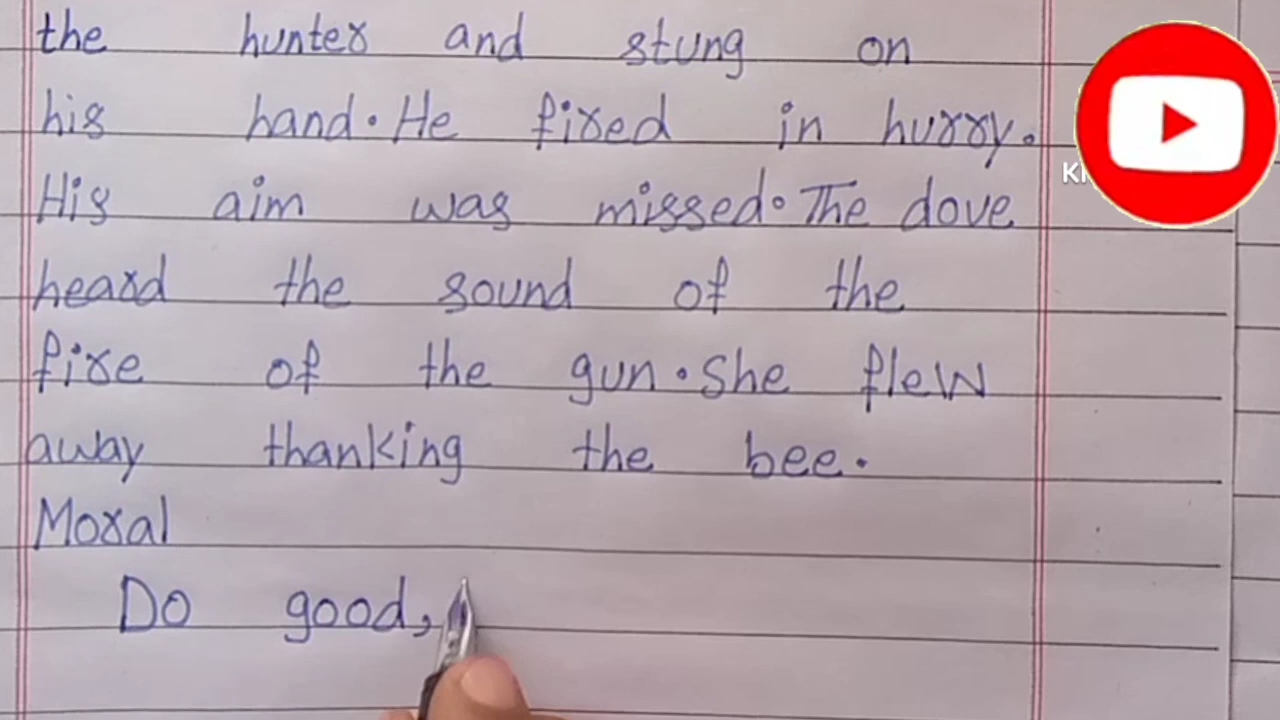 the hunter and stung on
his hand. He fired in hurry.
His aim was missed. The dove
heard the sound of the
fire of the gun. She flew
away thanking the bee.
Moral
Do good,